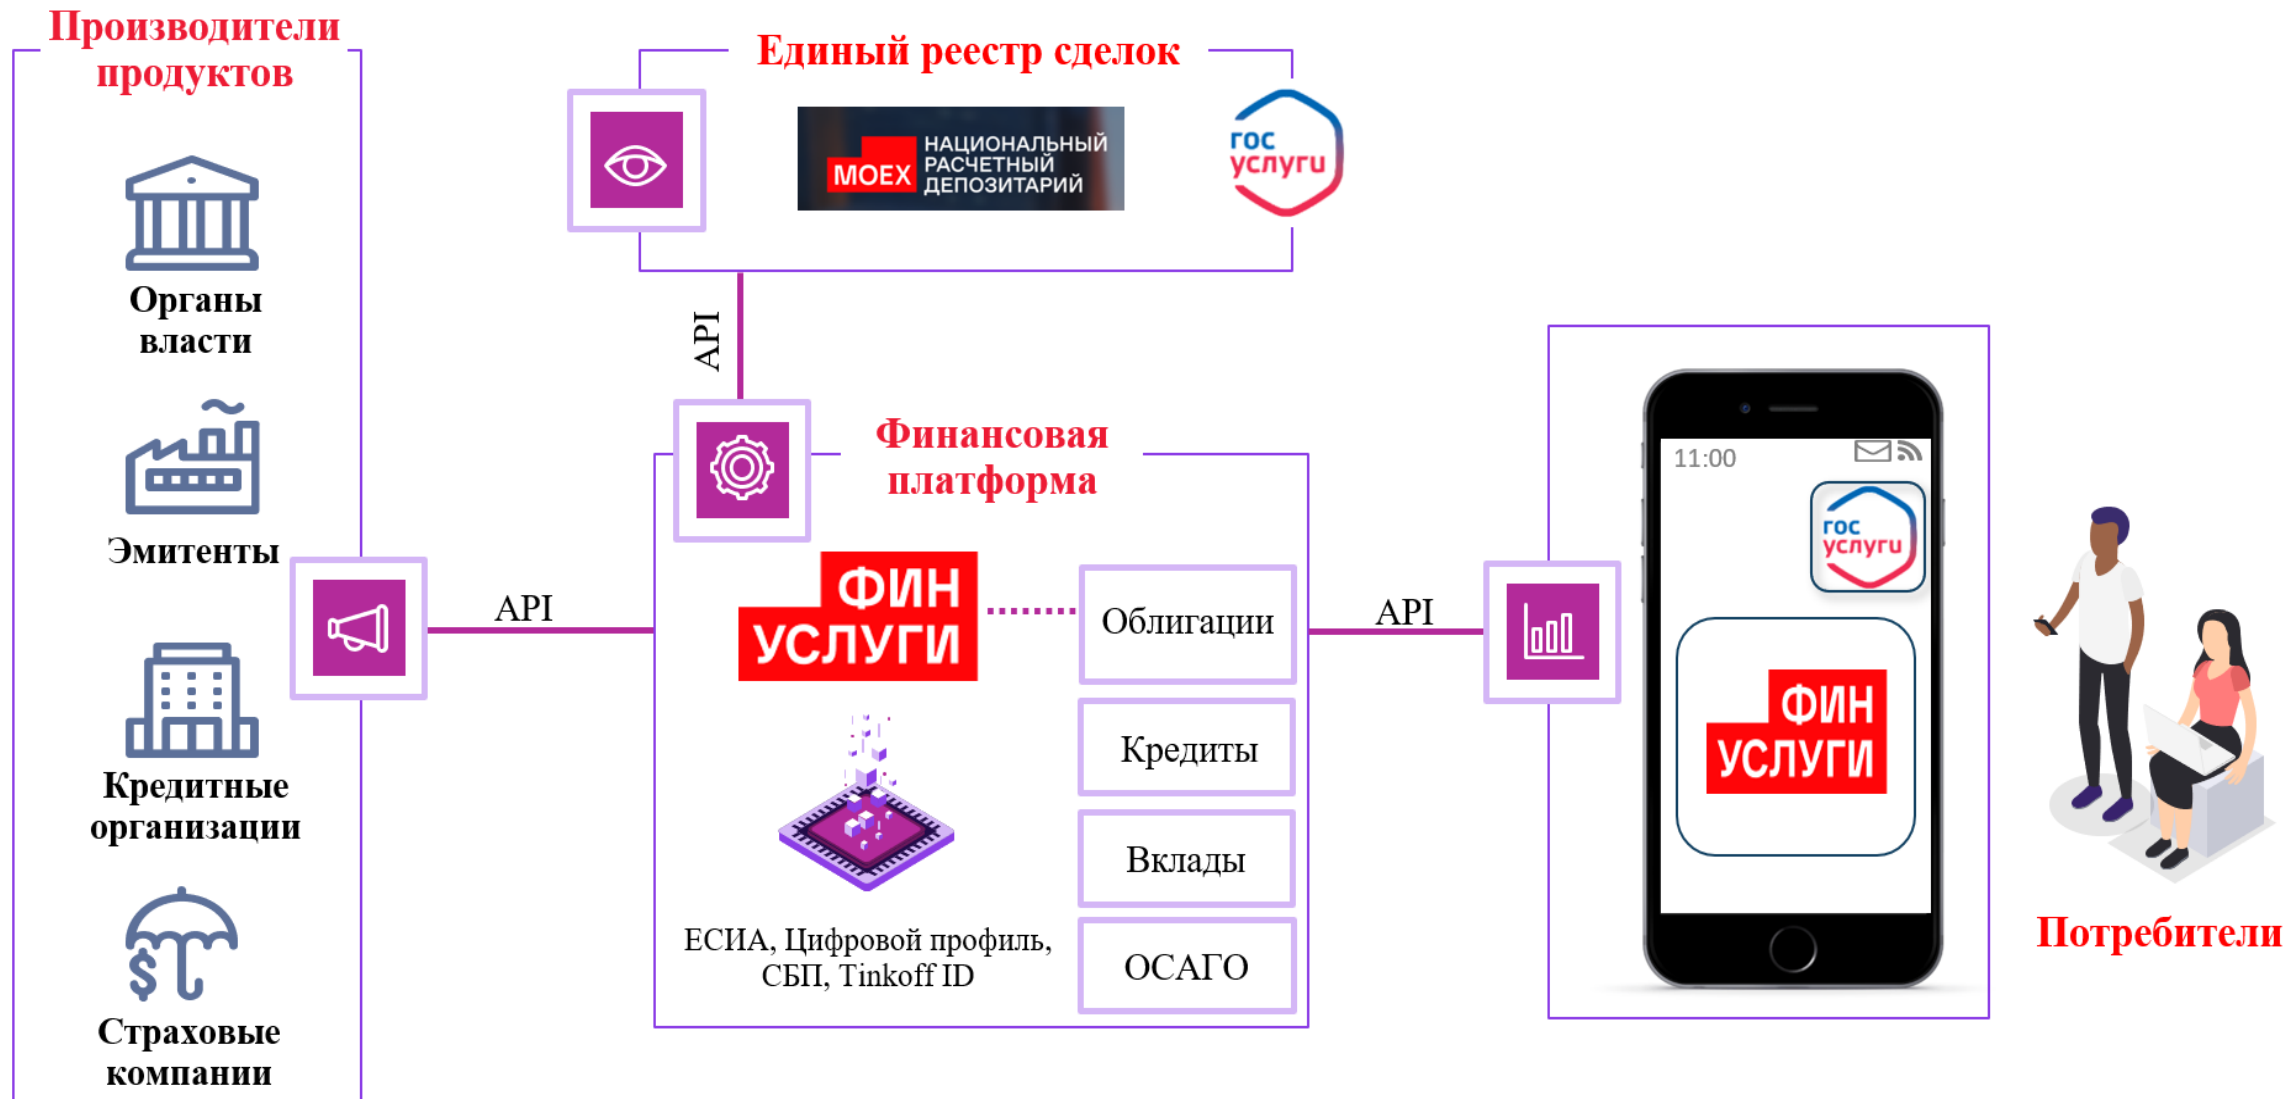 Производители
продуктов
Органы
власти
Эмитенты
Кредитные
организации
$
Страховые
компании
API
Единый реестр сделок
MOEX
НАЦИОНАЛЬНЫЙ
РАСЧЕТНЫЙ
ДЕПОЗИТАРИЙ
гос
услуги
API
Финансовая
платформа
ФИН
УСЛУГИ
ЕСИА, Цифровой профиль,
СБП, Tinkoff ID
Облигации
Кредиты
Вклады
ОСАГО
API
11:00
гос
услуги
ФИН
УСЛУГИ
Потребители